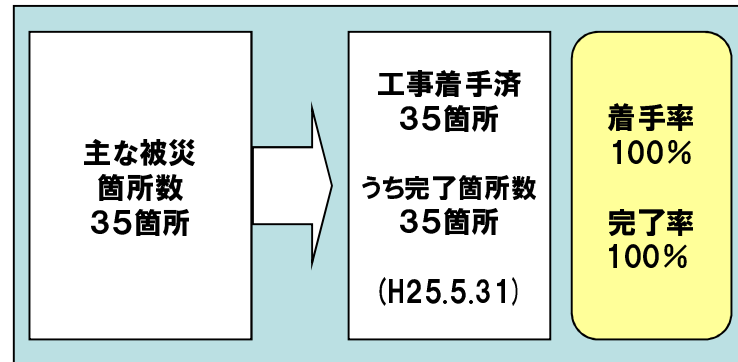 主な被災
箇所数
３５箇所
工事着手済
３５箇所
うち完了箇所数
３５箇所
(H25.5.31)
着手率
100%
完了率
100%